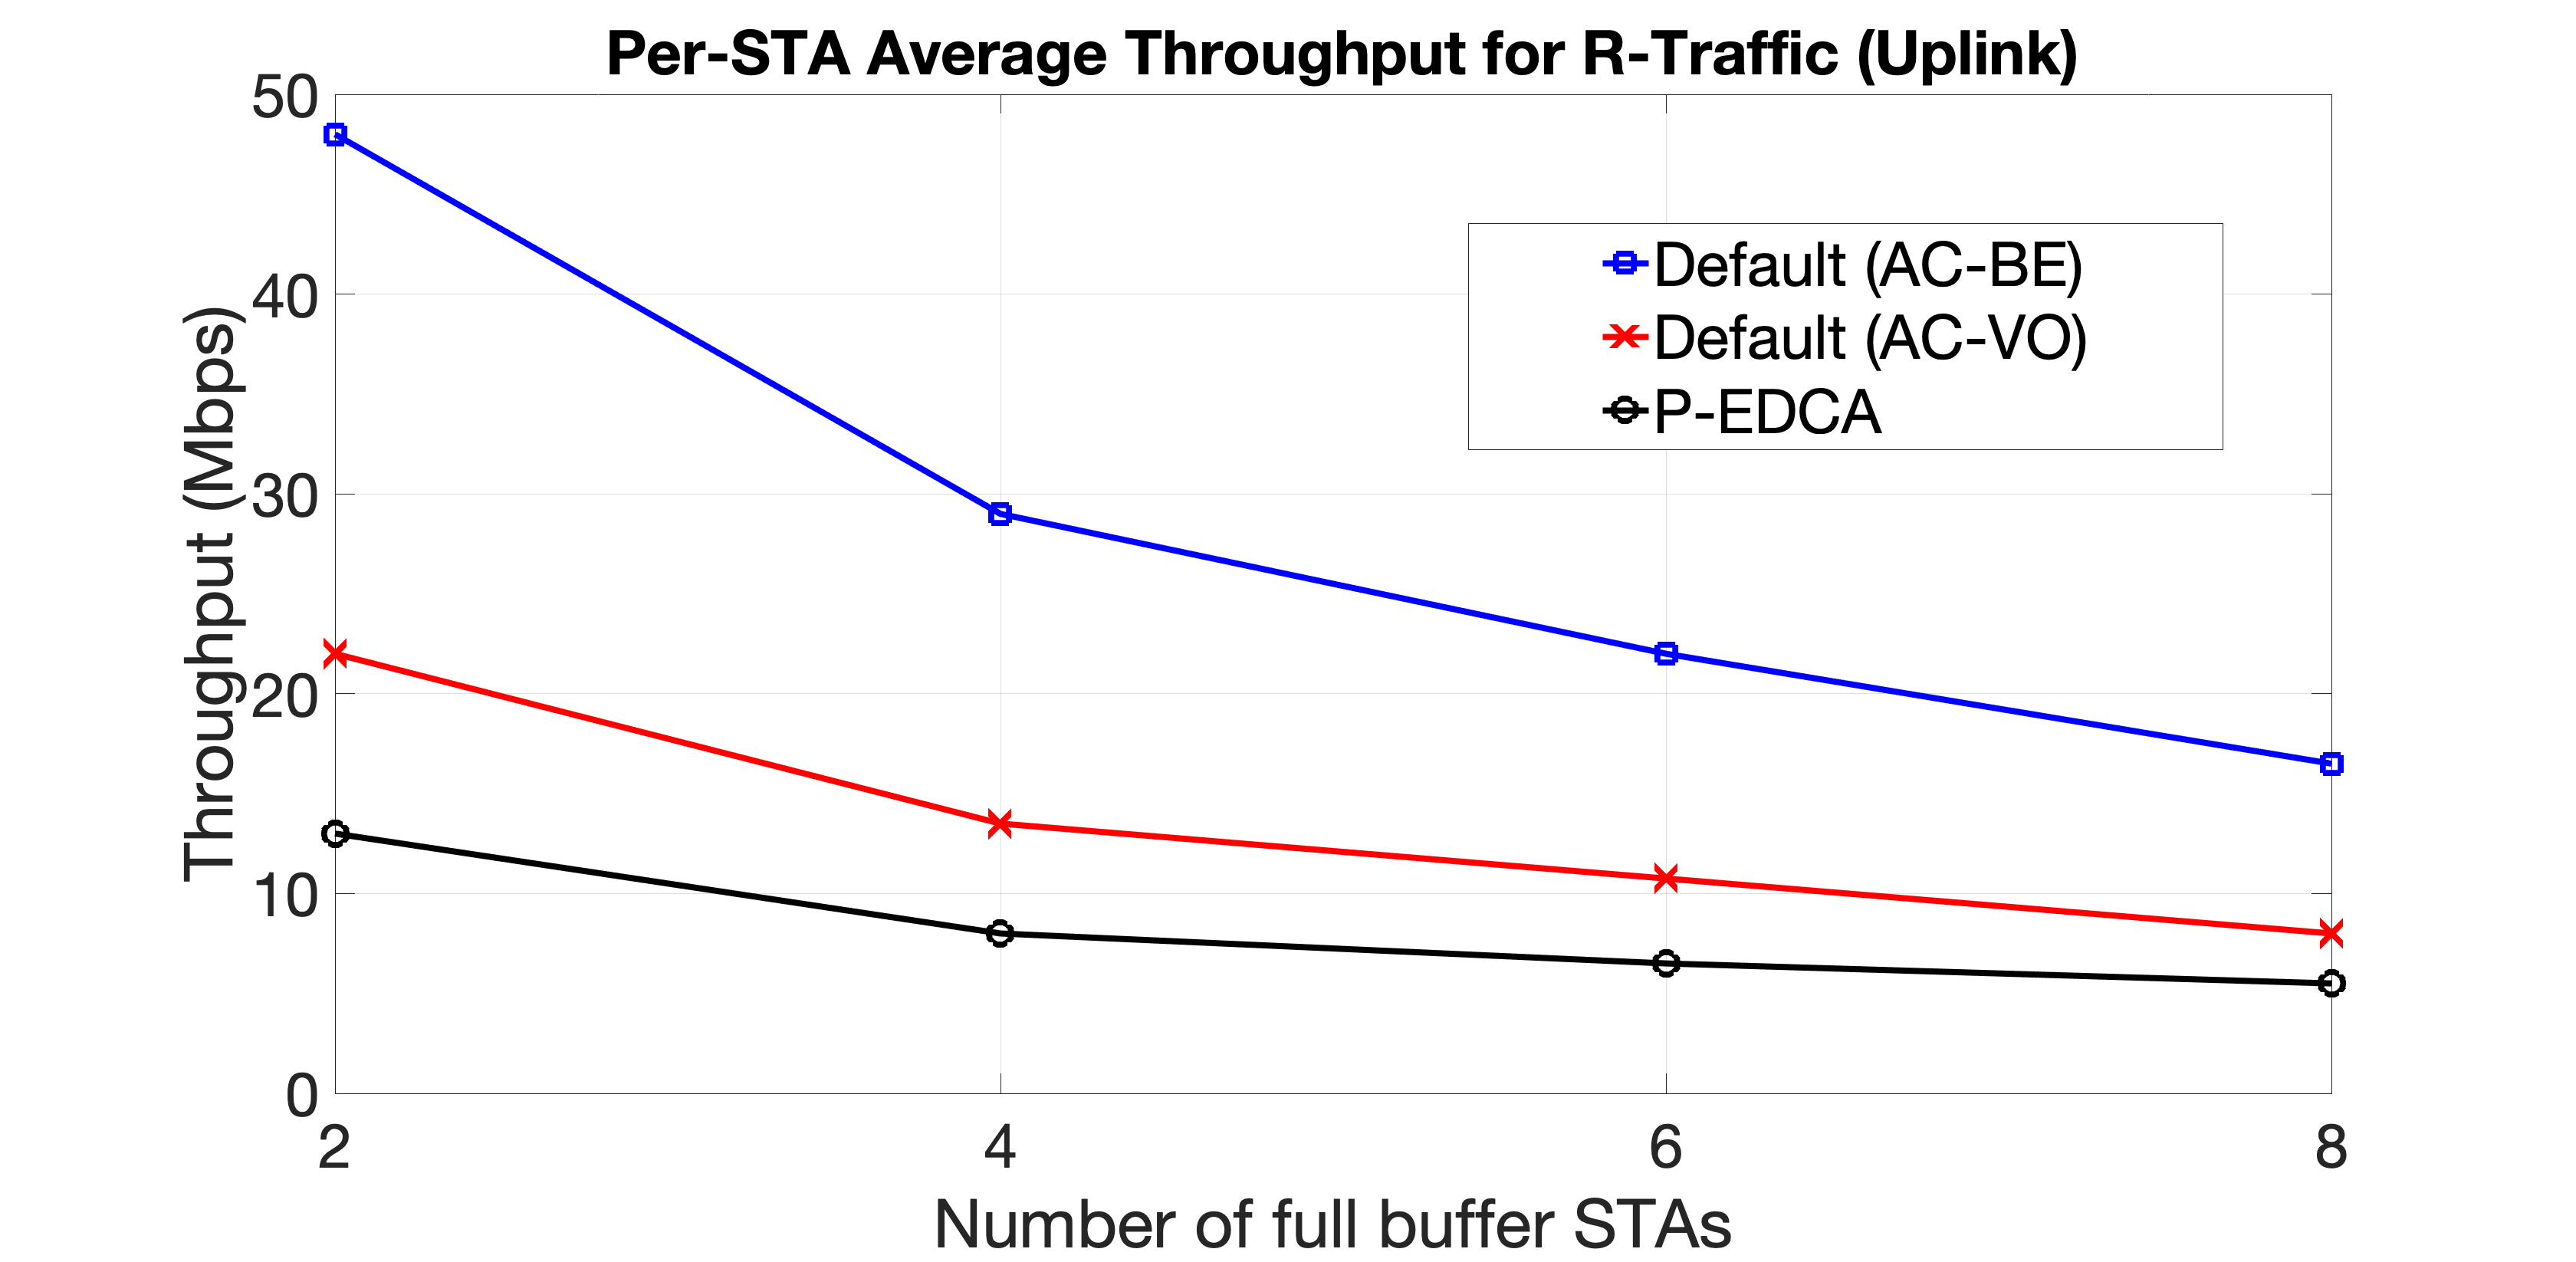 Per-STA Average Throughput for R-Traffic (Uplink)
50
40
30
20
10
0
Throughput (Mbps)
Default (AC-BE)
Default (AC-VO)
P-EDCA
2 4 6 8
Number of full buffer STAs